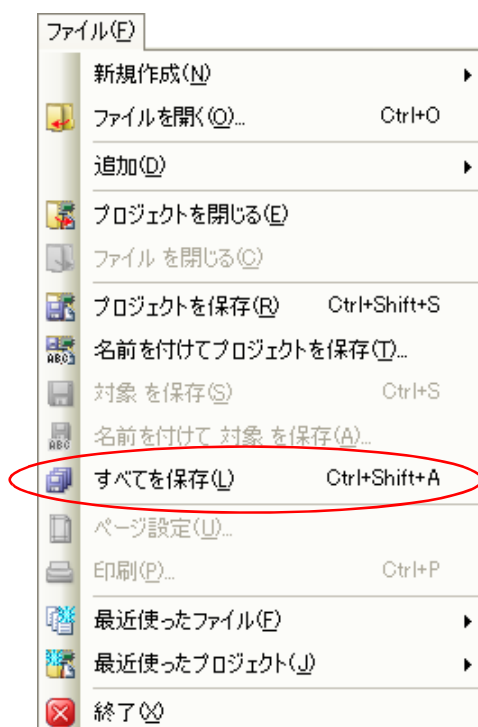 ファイル(F)
新規作成(N)
ファイルを開く(O)... Ctrl+O
追加(D)
プロジェクトを閉じる(E)
ファイル を閉じる(C)
プロジェクトを保存(R) Ctrl+Shift+S
名前を付けてプロジェクトを保存(T)...
対象 を保存(S) Ctrl+S
名前を付けて 対象 を保存(A)...
すべてを保存(L) Ctrl+Shift+A
ページ設定(U)...
印刷(P)... Ctrl+P
最近使ったファイル(F)
最近使ったプロジェクト(J)
終了(X)